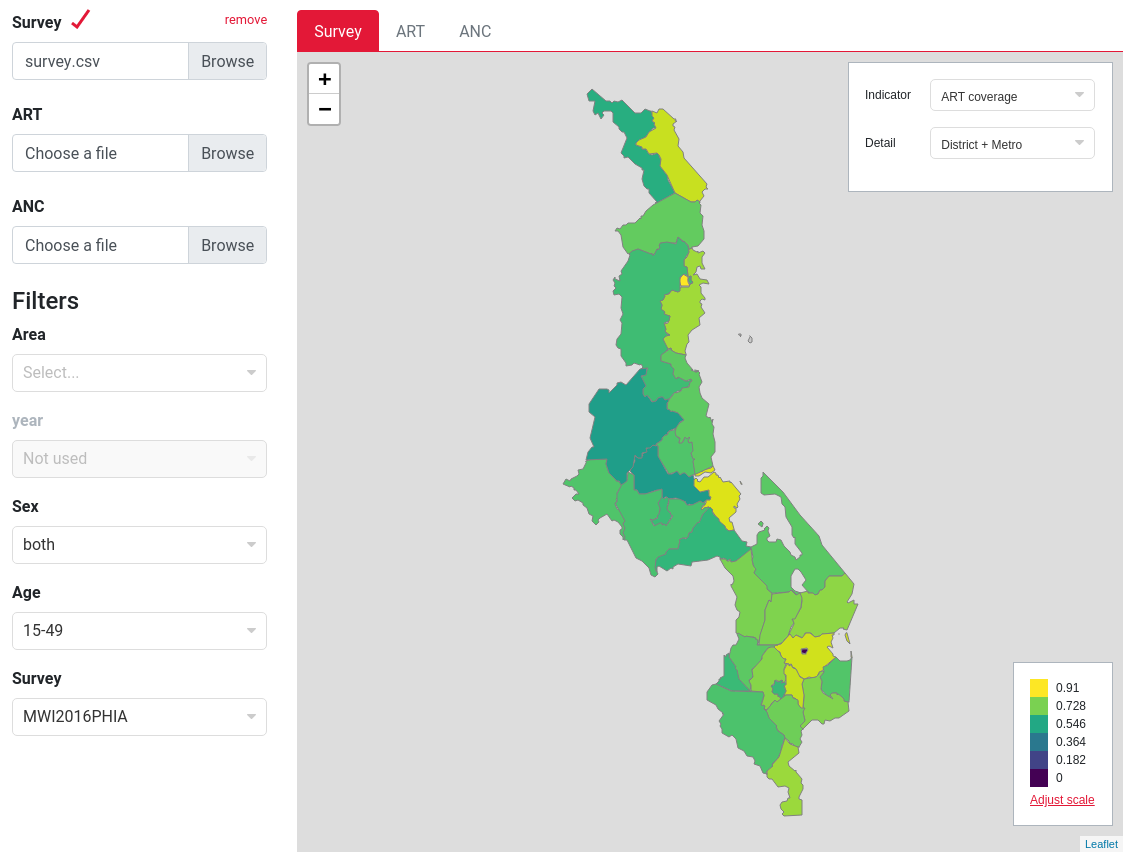 Survey
remove
survey.csv
Browse
ART
Choose a file
Browse
ANC
Choose a file
Browse
Filters
Area
Select...
year
Not used
Sex
both
Age
15-49
Survey
MWI2016PHIA
Survey ART ANC
+
−
Indicator
ART coverage
Detail
District + Metro
0.91
0.728
0.546
0.364
0.182
0
Adjust scale
Leaflet